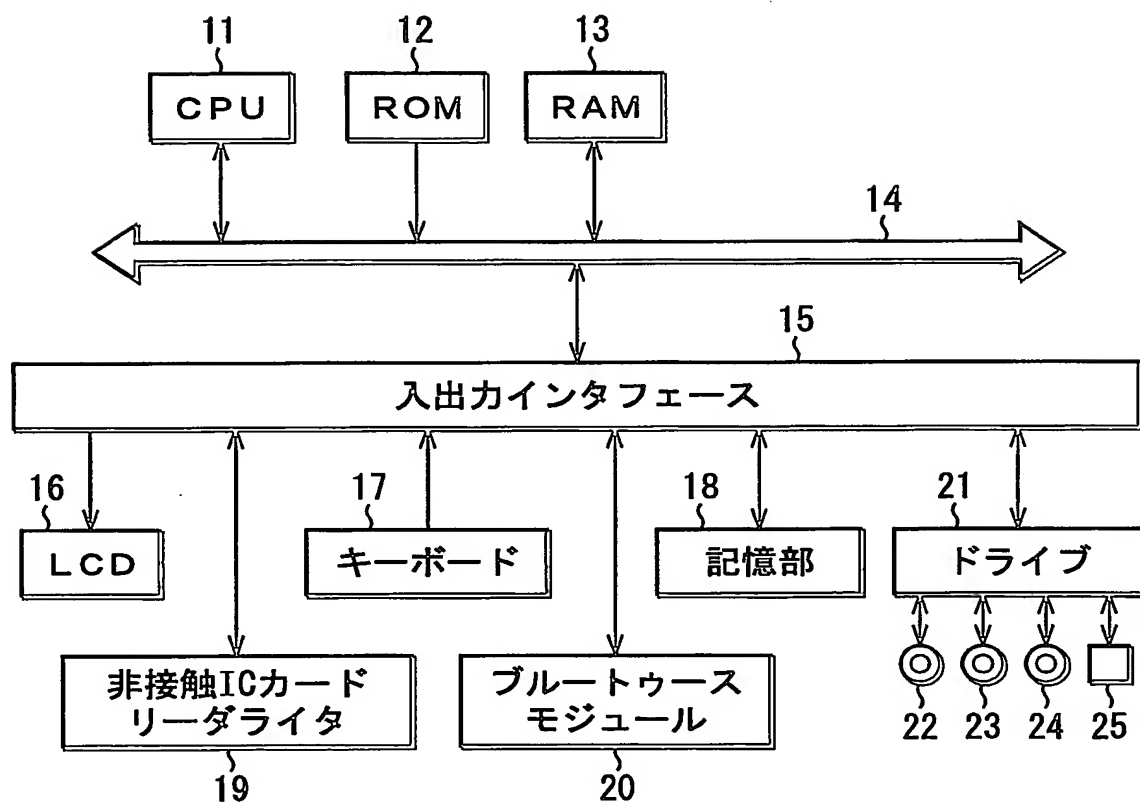 11 12 13
CPU ROM RAM
14
15
入出力インタフェース
16 17 18 21
LCD キーボード 記憶部 ドライブ
非接触ICカード
リーダライタ
ブルートゥース
モジュール
22 23 24 25
19 20